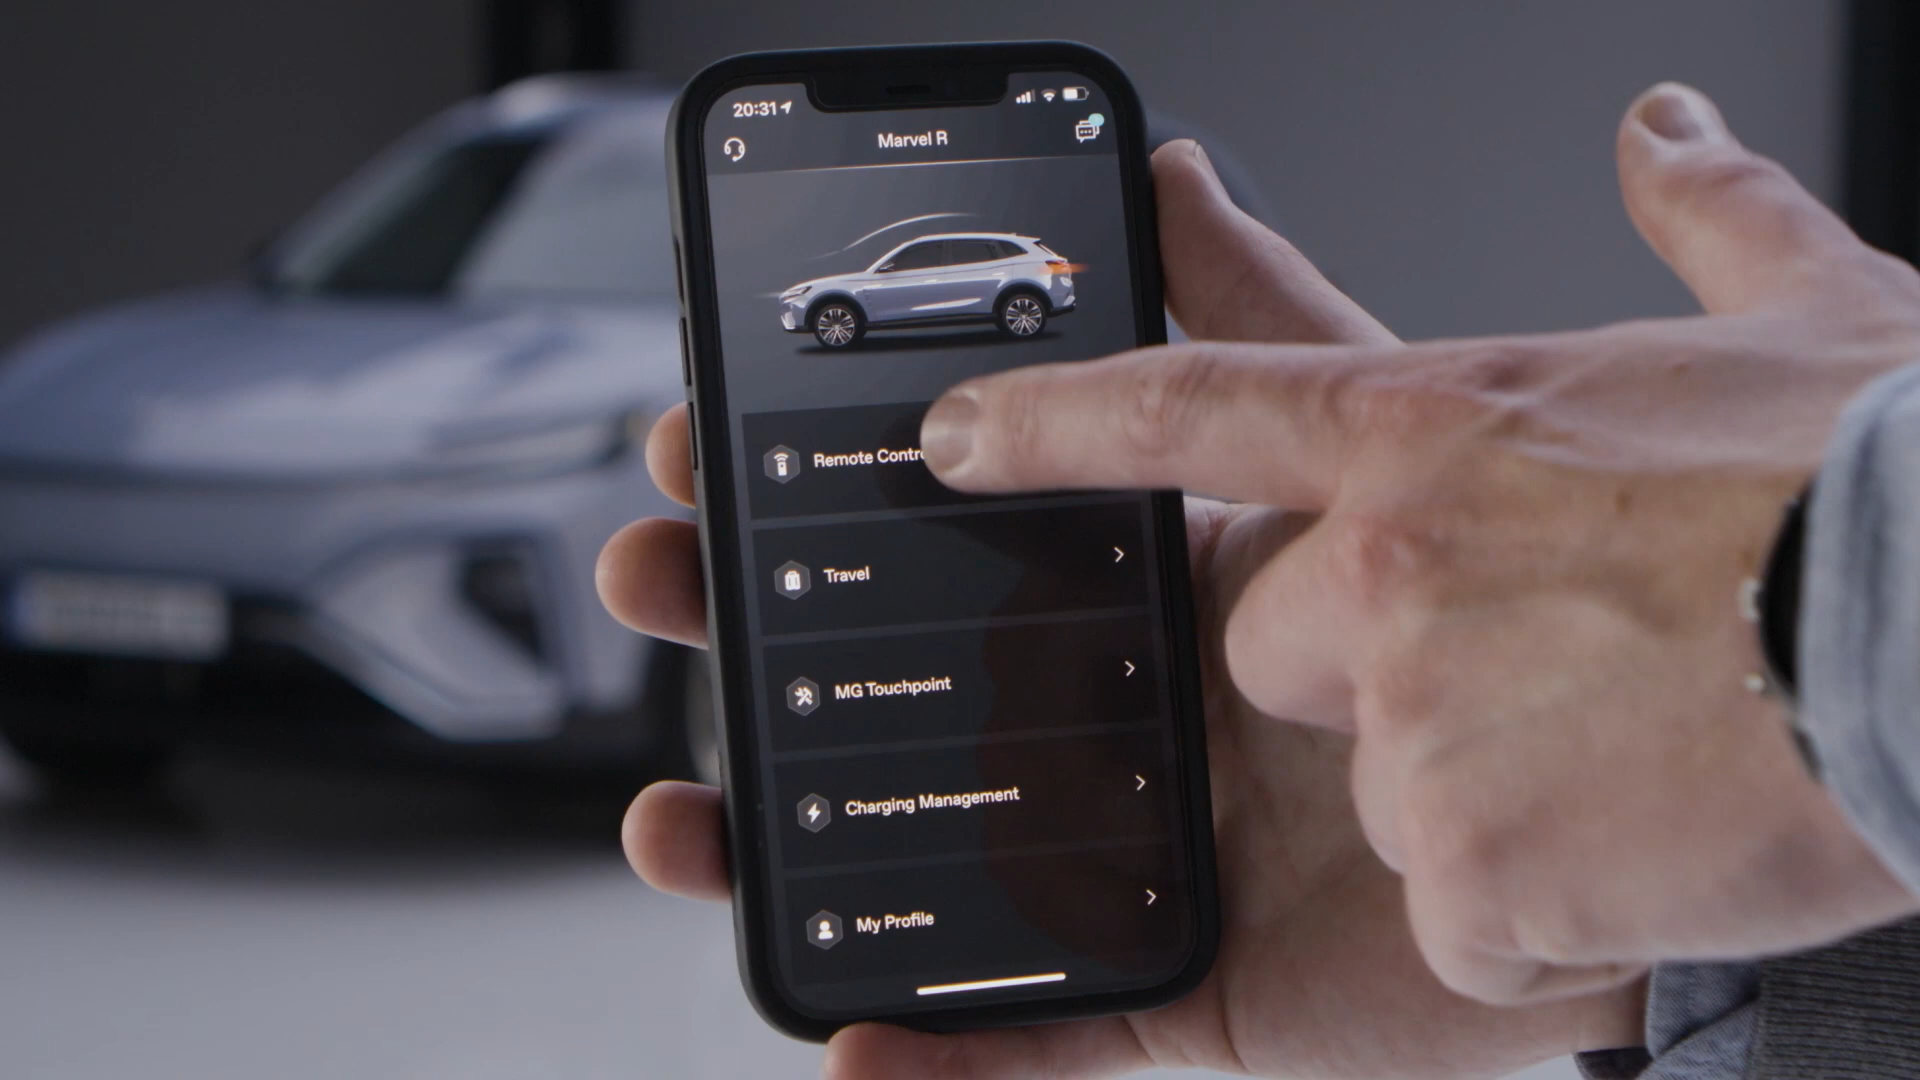 20:31
Marvel R
Remote Contr
Travel
MG Touchpoint
Charging Management
My Profile